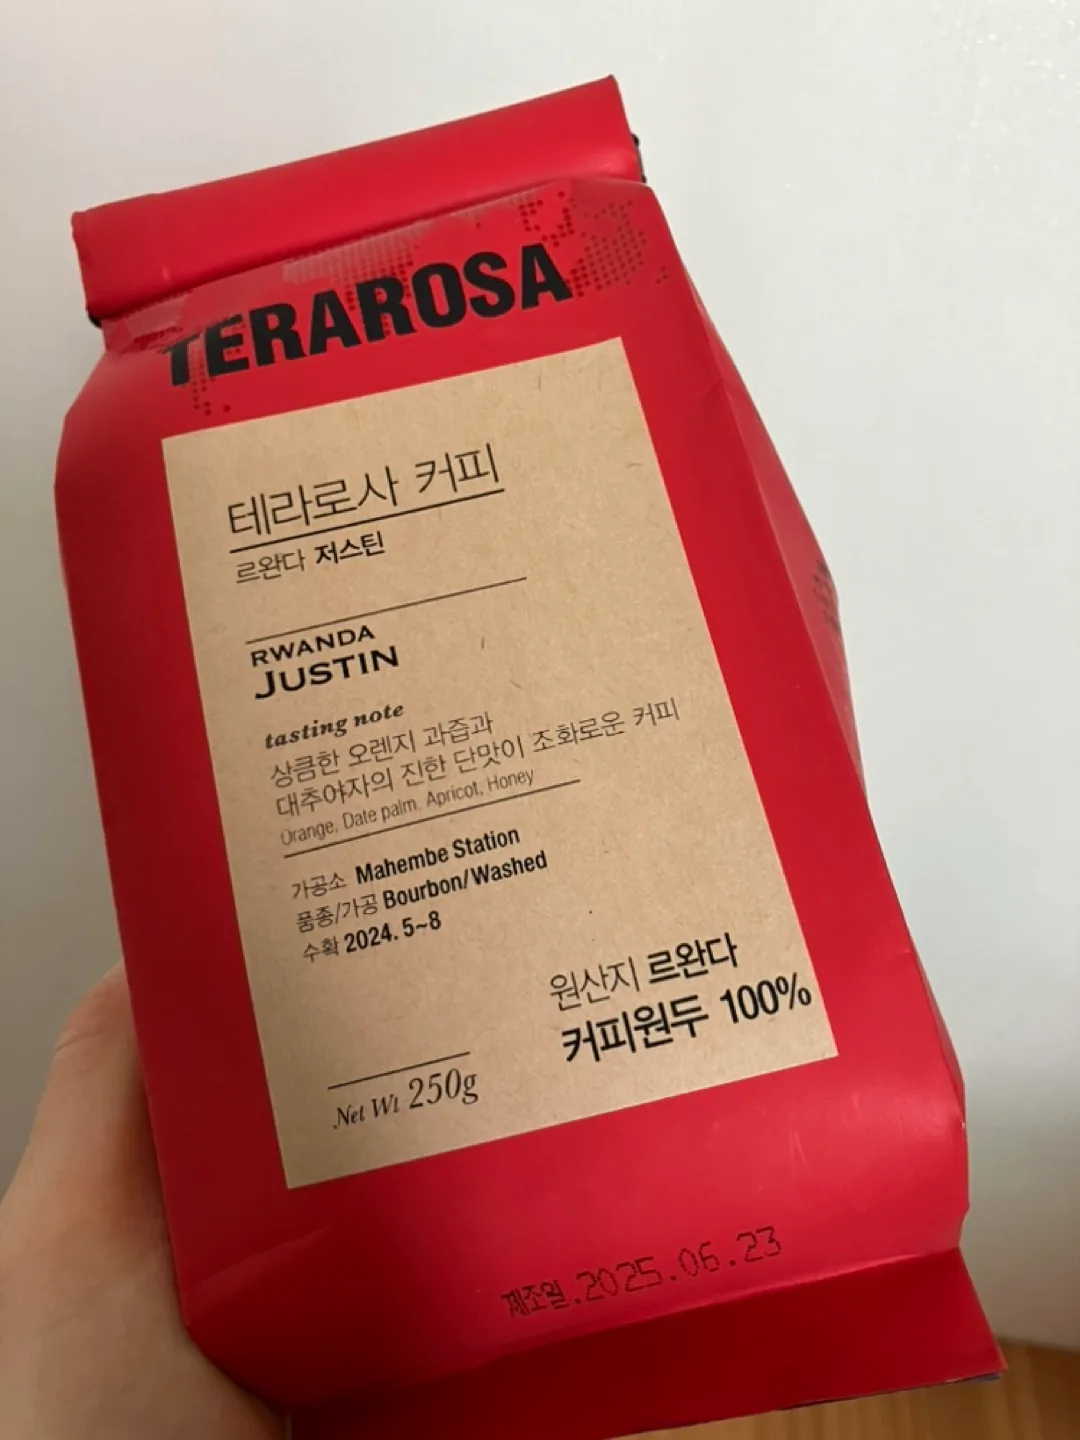 TERAROSA
테라로사 커피
르완다 저스틴
RWANDA
JUSTIN
tasting note
상큼한 오렌지 과즙과
대추야자의 진한 단맛이 조화로운 커피
Orange, Date palm, Apricot, Honey
가공소 Mahembe Station
품종/가공 Bourbon/Washed
수확 2024. 5~8
원산지 르완다
커피원두 100%
Net Wt 250g
제조일.2025.06.23